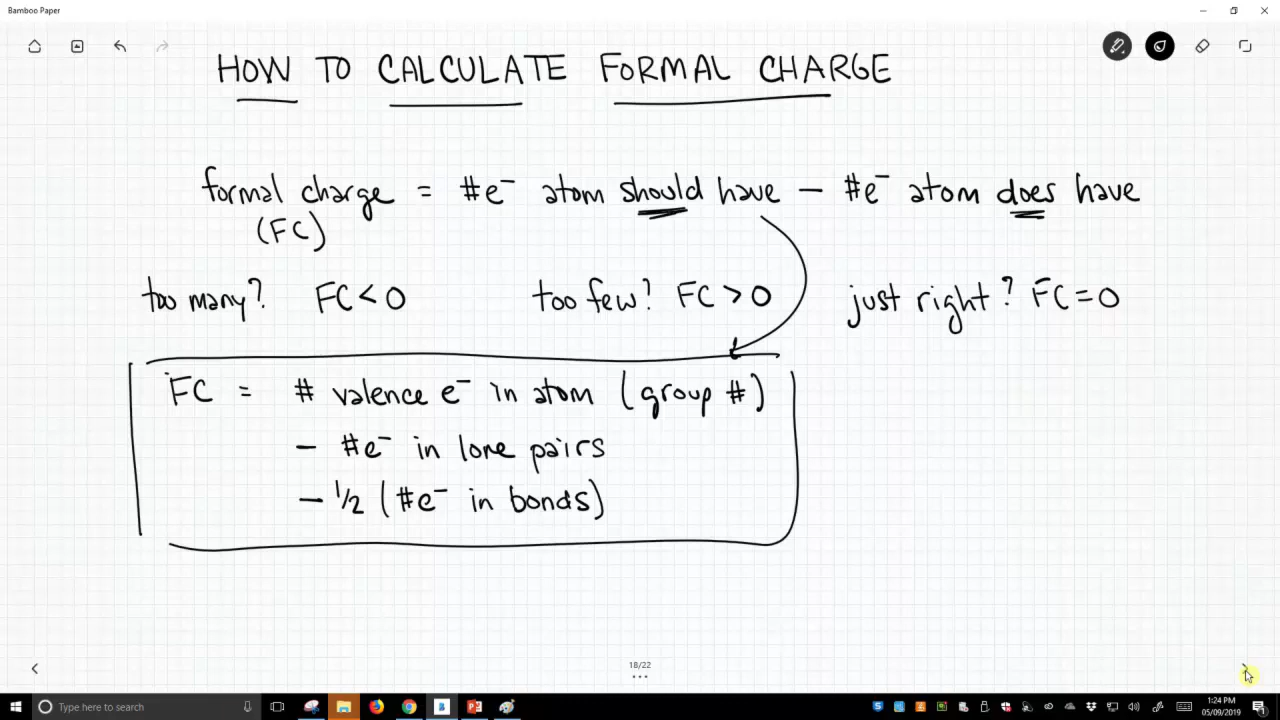 Bamboo Paper
HOW TO CALCULATE FORMAL CHARGE
formal charge = #e⁻ atom should have − #e⁻ atom does have
(FC)
too many? FC < 0 too few? FC > 0 just right? FC = 0
FC = # valence e⁻ in atom (group #)
− #e⁻ in lone pairs
− 1/2 (#e⁻ in bonds)
18/22
Type here to search
1:24 PM
05/09/2019